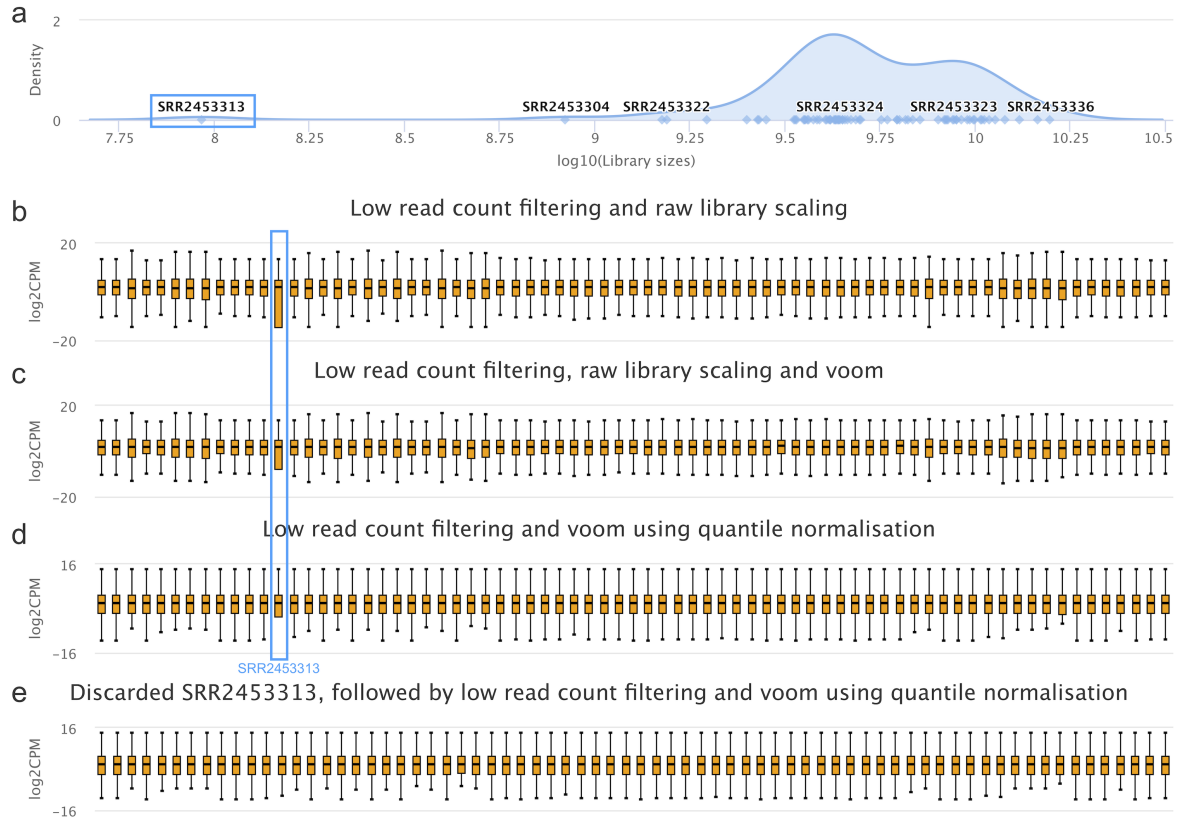 a
2
Density
0
SRR2453313
SRR2453304
SRR2453322
SRR2453324
SRR2453323
SRR2453336
7.75
8
8.25
8.5
8.75
9
9.25
9.5
9.75
10
10.25
10.5
log10(Library sizes)
b
Low read count filtering and raw library scaling
20
log2CPM
−20
c
Low read count filtering, raw library scaling and voom
20
log2CPM
−20
d
Low read count filtering and voom using quantile normalisation
16
log2CPM
−16
SRR2453313
e
Discarded SRR2453313, followed by low read count filtering and voom using quantile normalisation
16
log2CPM
−16